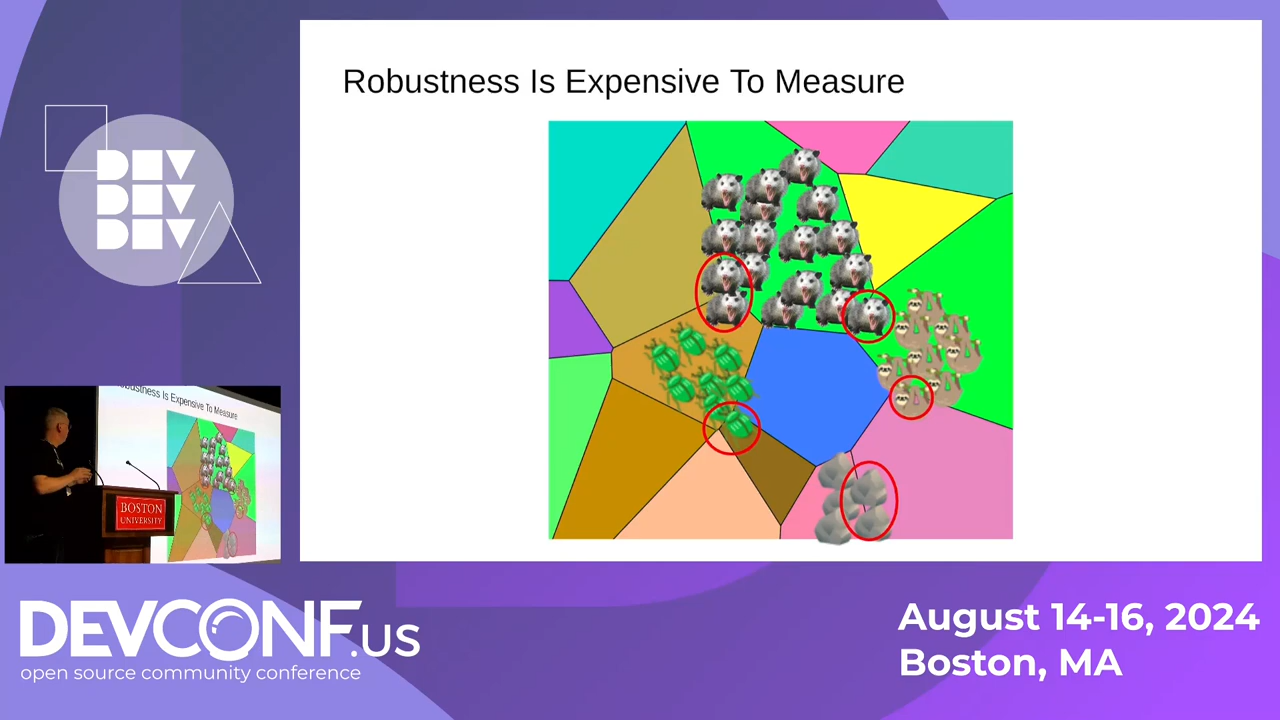 Robustness Is Expensive To Measure
DEV
DEV
DEV
Robustness Is Expensive To Measure
BOSTON
UNIVERSITY
DEVCONF.US
open source community conference
August 14-16, 2024
Boston, MA